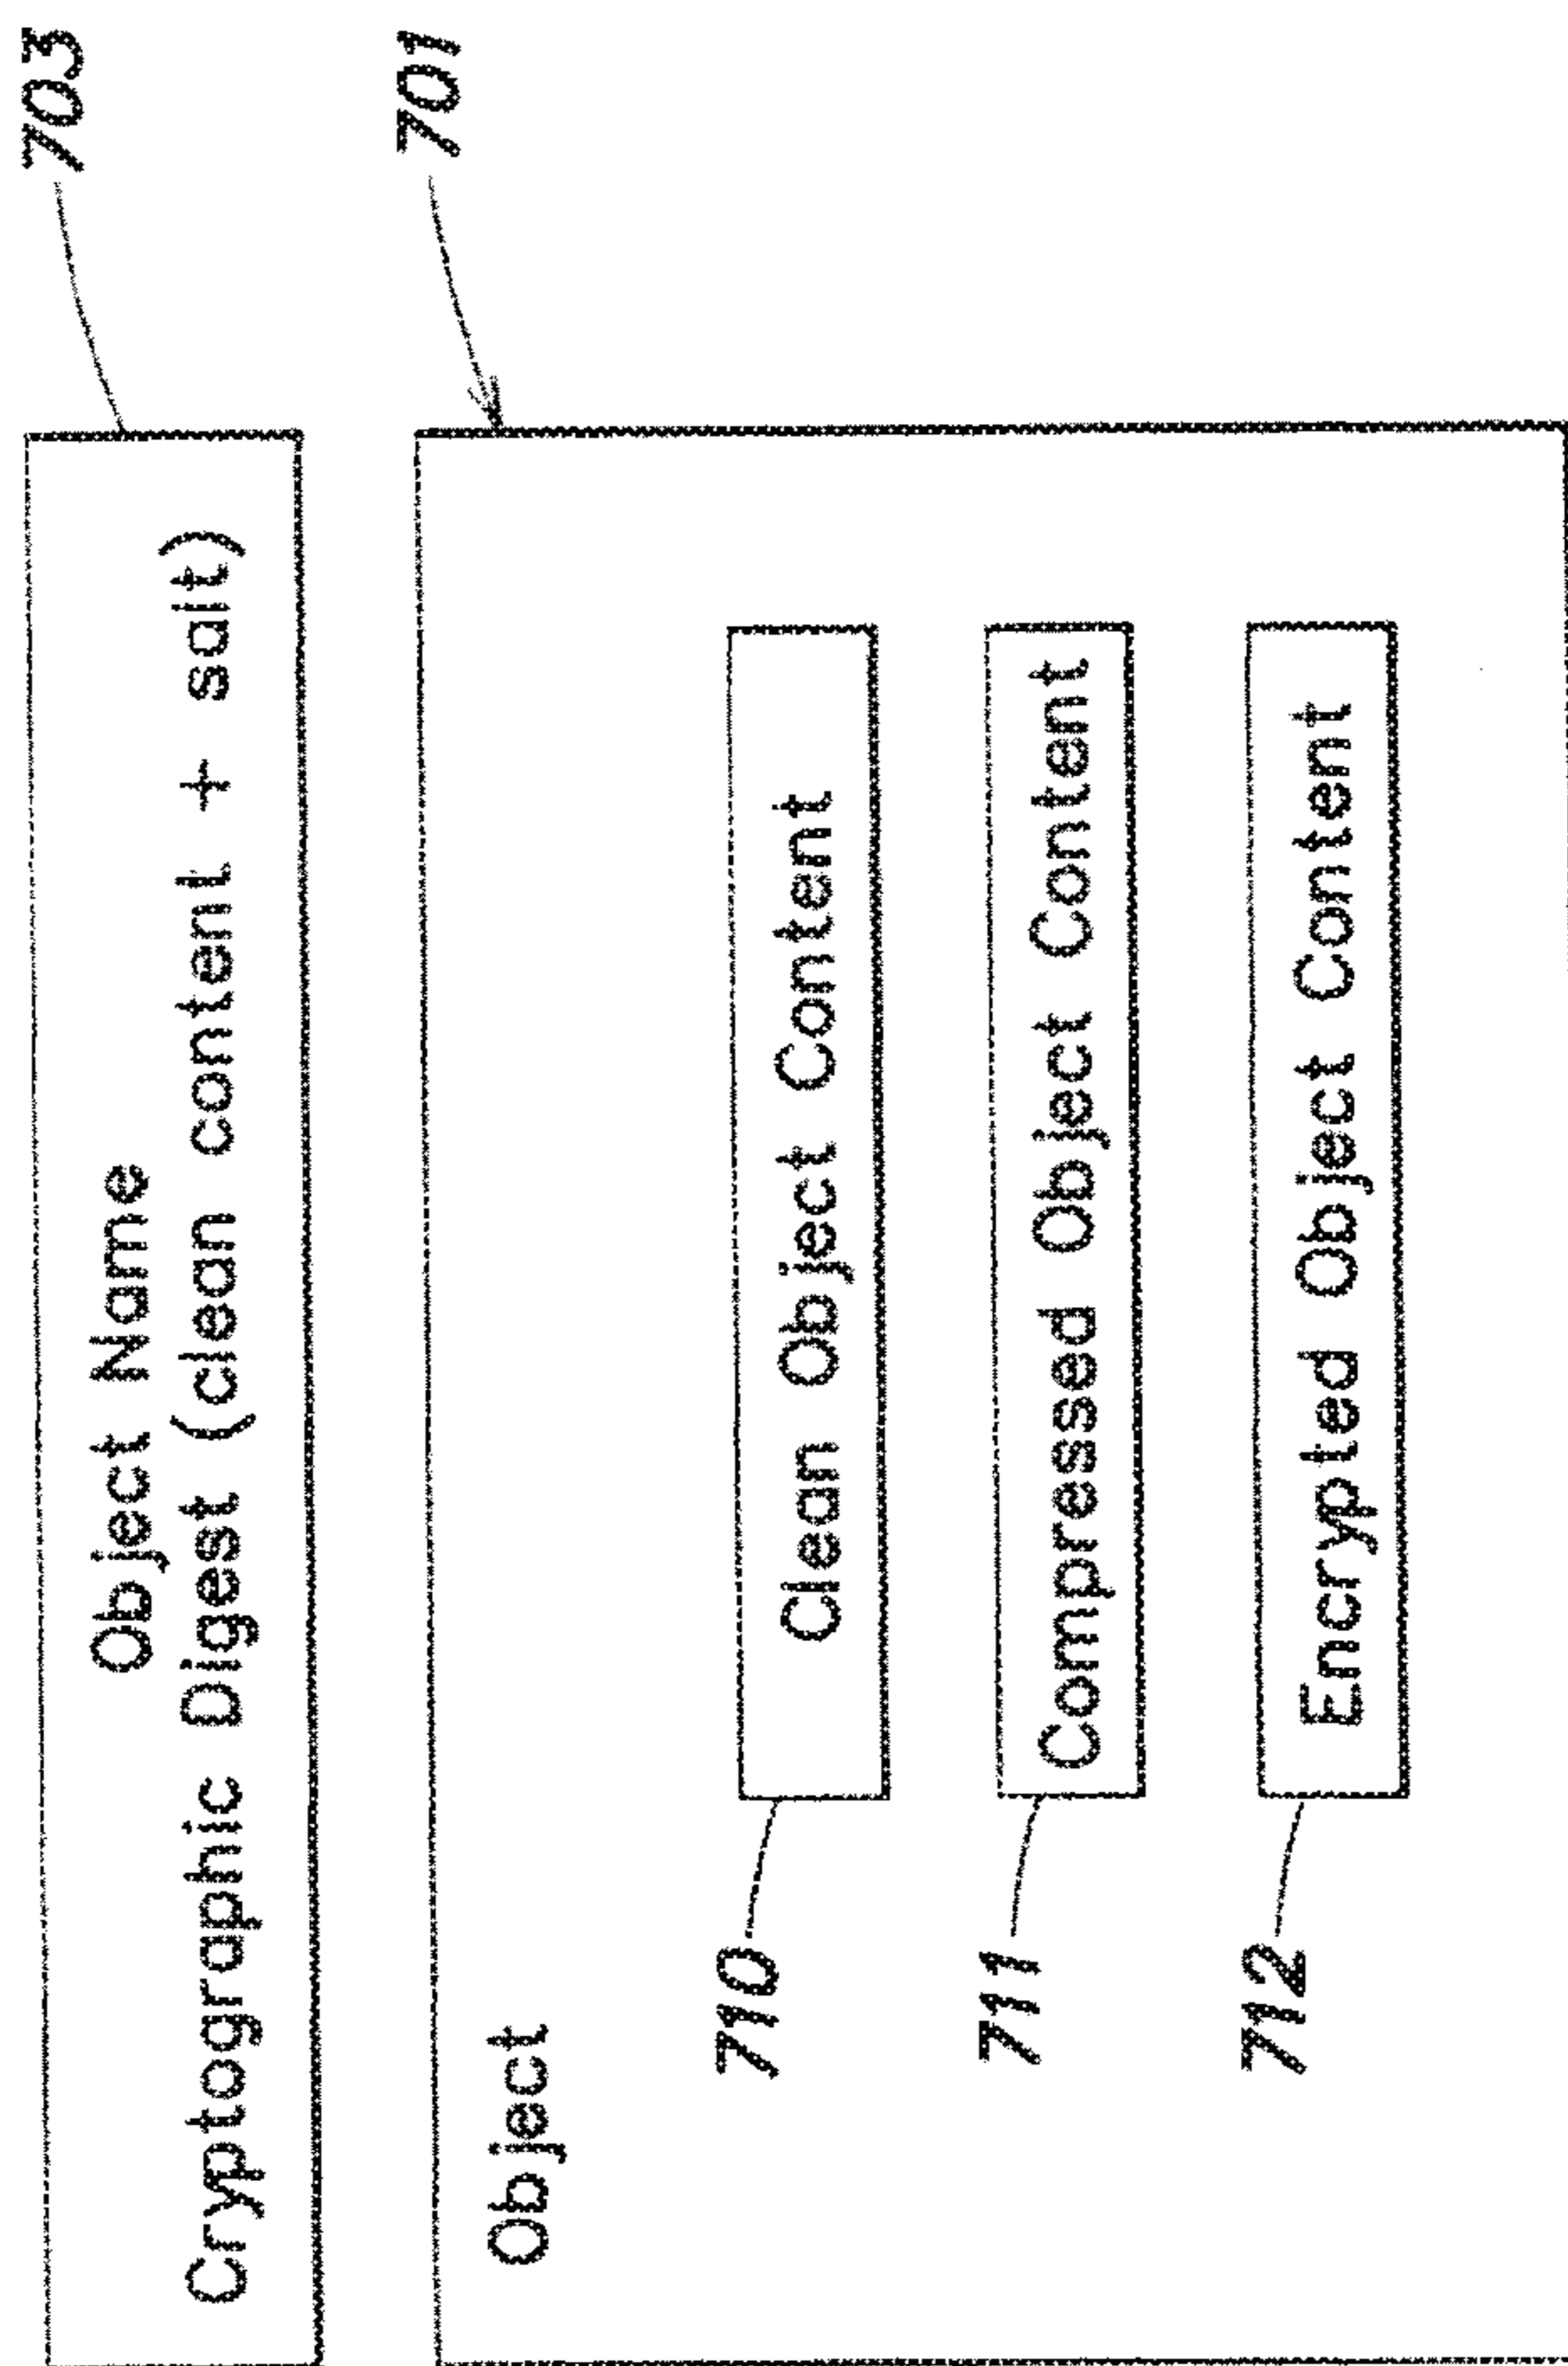 703
Object Name
Cryptographic Digest (clean content + salt)
701
Object
710
Clean Object Content
711
Compressed Object Content
712
Encrypted Object Content